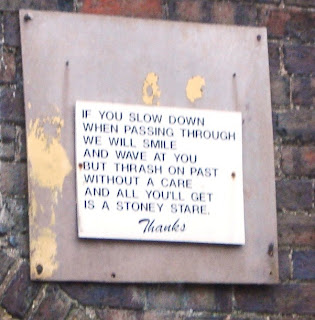 IF YOU SLOW DOWN
WHEN PASSING THROUGH
WE WILL SMILE
AND WAVE AT YOU
BUT THRASH ON PAST
WITHOUT A CARE
AND ALL YOU'LL GET
IS A STONEY STARE.
Thanks